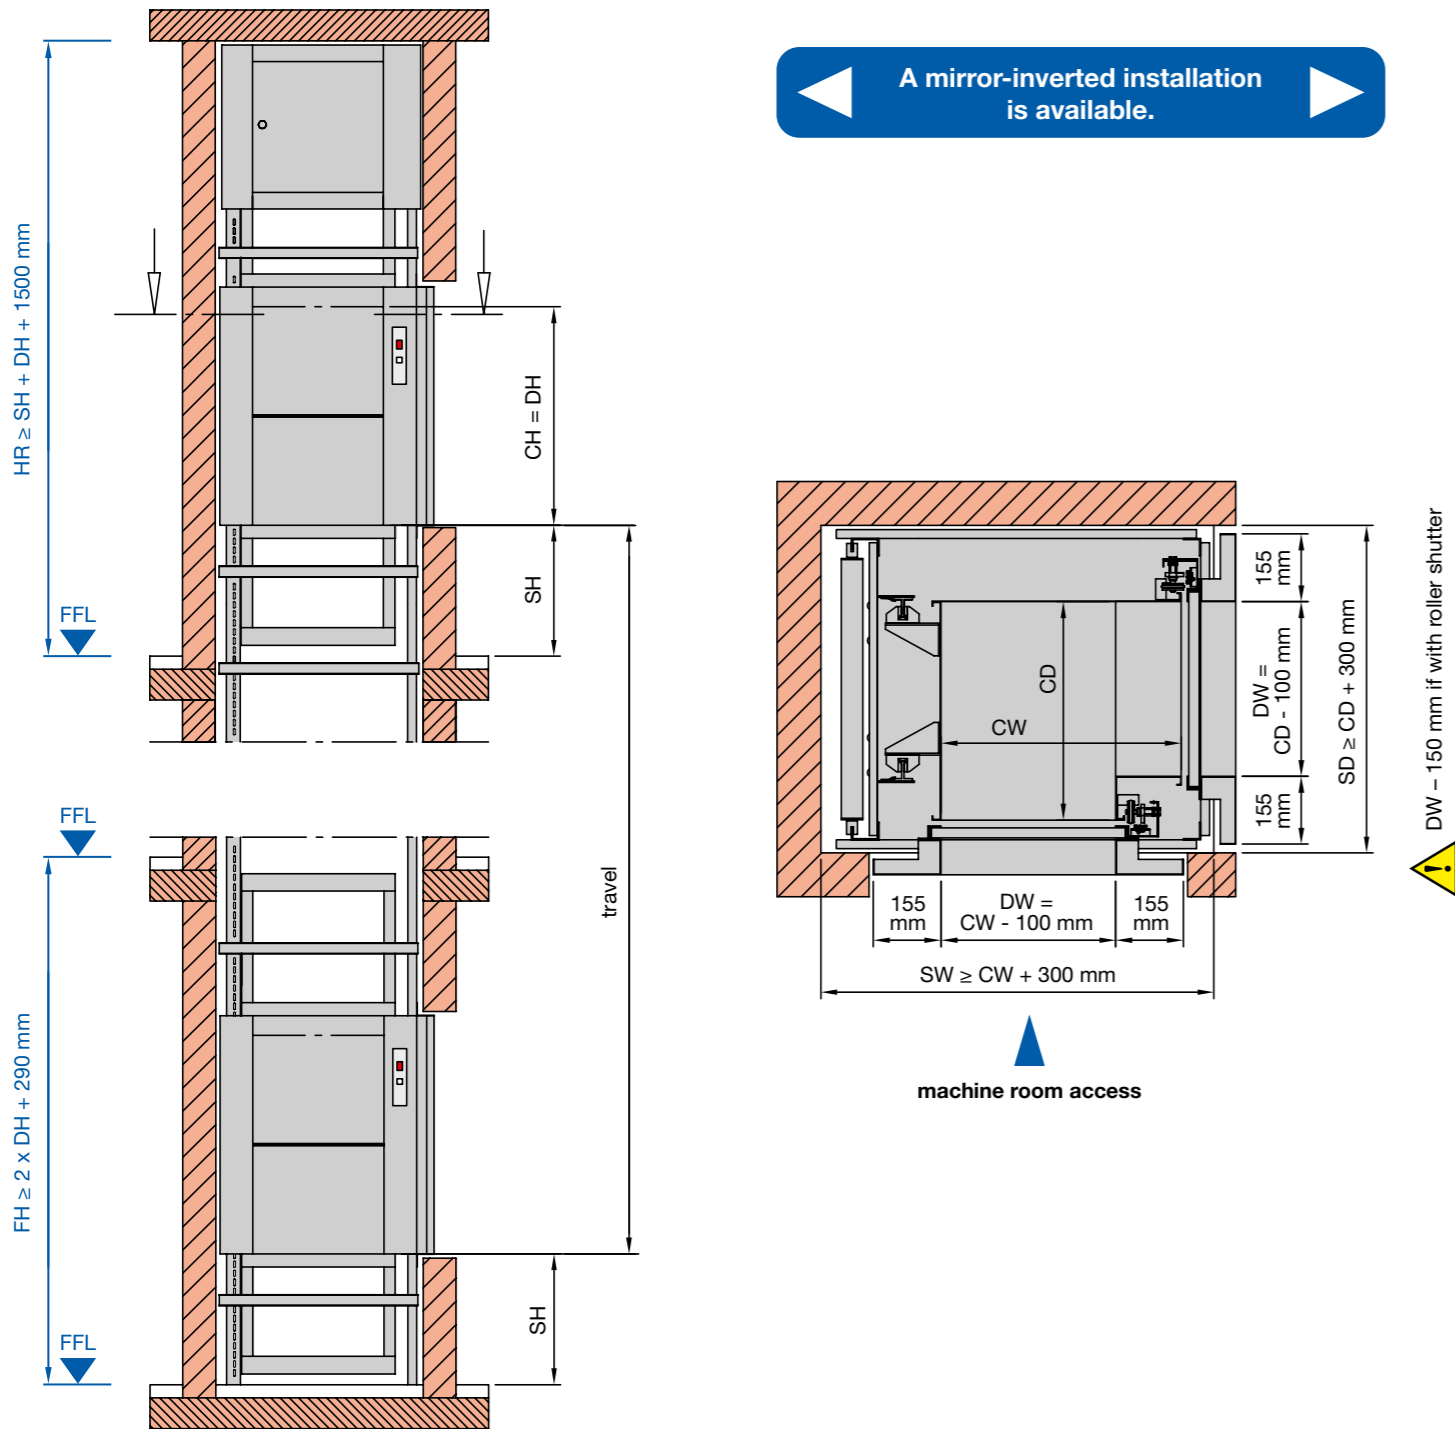 A mirror-inverted installation
is available.
HR ≥ SH + DH + 1500 mm
CH = DH
SH
FFL
travel
FFL
FH ≥ 2 x DH + 290 mm
SH
FFL
CD
CW
155
mm
DW =
CD - 100 mm
155
mm
SD ≥ CD + 300 mm
DW – 150 mm if with roller shutter
!
155
mm
DW =
CW - 100 mm
155
mm
SW ≥ CW + 300 mm
machine room access